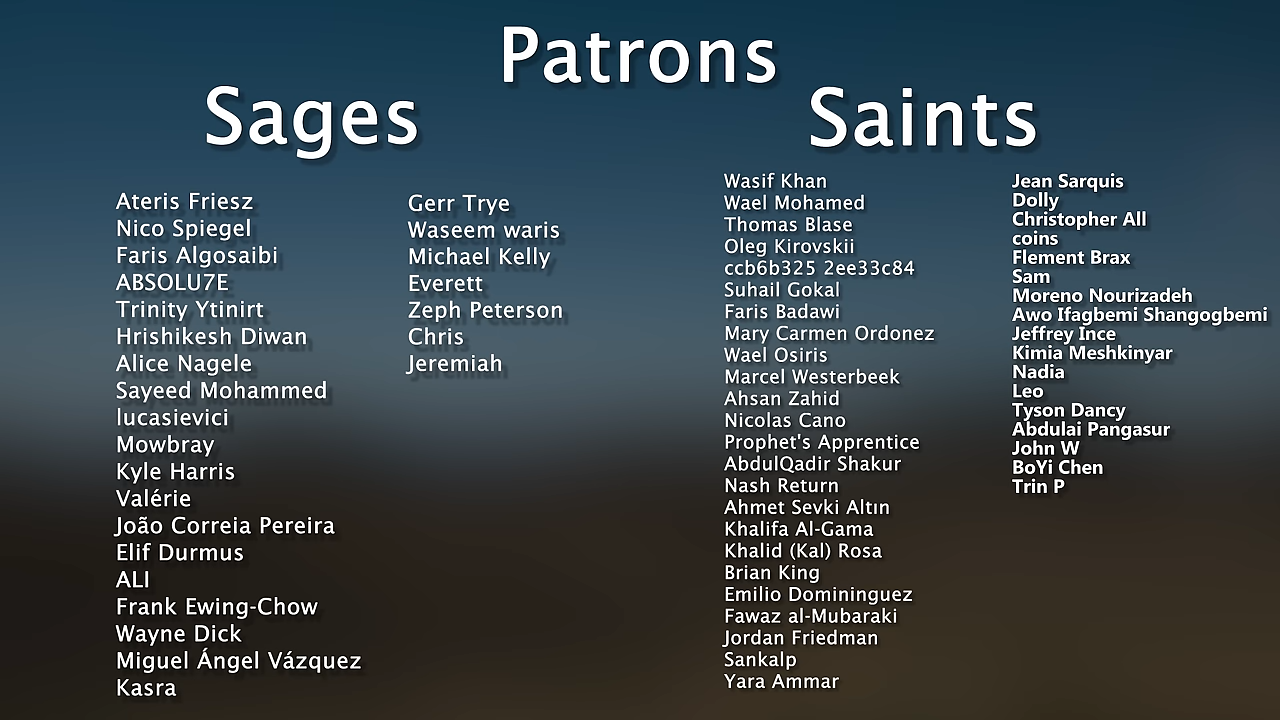 Patrons
Sages
Ateris Friesz
Nico Spiegel
Faris Algosaibi
ABSOLU7E
Trinity Ytinirt
Hrishikesh Diwan
Alice Nagele
Sayeed Mohammed
lucasievici
Mowbray
Kyle Harris
Valérie
João Correia Pereira
Elif Durmus
ALI
Frank Ewing-Chow
Wayne Dick
Miguel Ángel Vázquez
Kasra
Gerr Trye
Waseem waris
Michael Kelly
Everett
Zeph Peterson
Chris
Jeremiah
Saints
Wasif Khan
Wael Mohamed
Thomas Blase
Oleg Kirovskii
ccb6b325 2ee33c84
Suhail Gokal
Faris Badawi
Mary Carmen Ordonez
Wael Osiris
Marcel Westerbeek
Ahsan Zahid
Nicolas Cano
Prophet's Apprentice
AbdulQadir Shakur
Nash Return
Ahmet Sevki Altın
Khalifa Al-Gama
Khalid (Kal) Rosa
Brian King
Emilio Domininguez
Fawaz al-Mubaraki
Jordan Friedman
Sankalp
Yara Ammar
Jean Sarquis
Dolly
Christopher All
coins
Flement Brax
Sam
Moreno Nourizadeh
Awo Ifagbemi Shangogbemi
Jeffrey Ince
Kimia Meshkinyar
Nadia
Leo
Tyson Dancy
Abdulai Pangasur
John W
BoYi Chen
Trin P